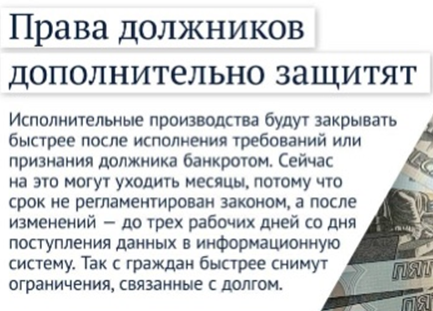 Права должников
дополнительно защитят
Исполнительные производства будут закрывать
быстрее после исполнения требований или
признания должника банкротом. Сейчас
на это могут уходить месяцы, потому что
срок не регламентирован законом, а после
изменений — до трех рабочих дней со дня
поступления данных в информационную
систему. Так с граждан быстрее снимут
ограничения, связанные с долгом.